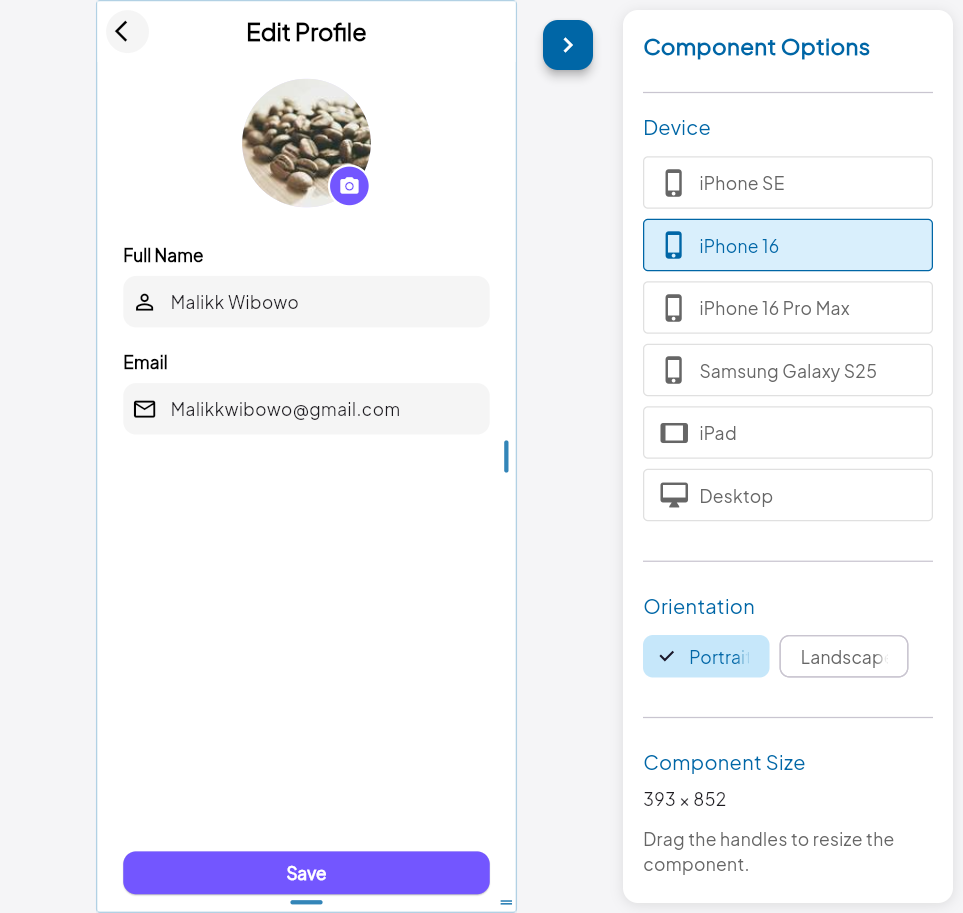 Edit Profile
Full Name
Malikk Wibowo
Email
Malikkwibowo@gmail.com
Save
Component Options
Device
iPhone SE
iPhone 16
iPhone 16 Pro Max
Samsung Galaxy S25
iPad
Desktop
Orientation
Portrait Landscape
Component Size
393 × 852
Drag the handles to resize the
component.